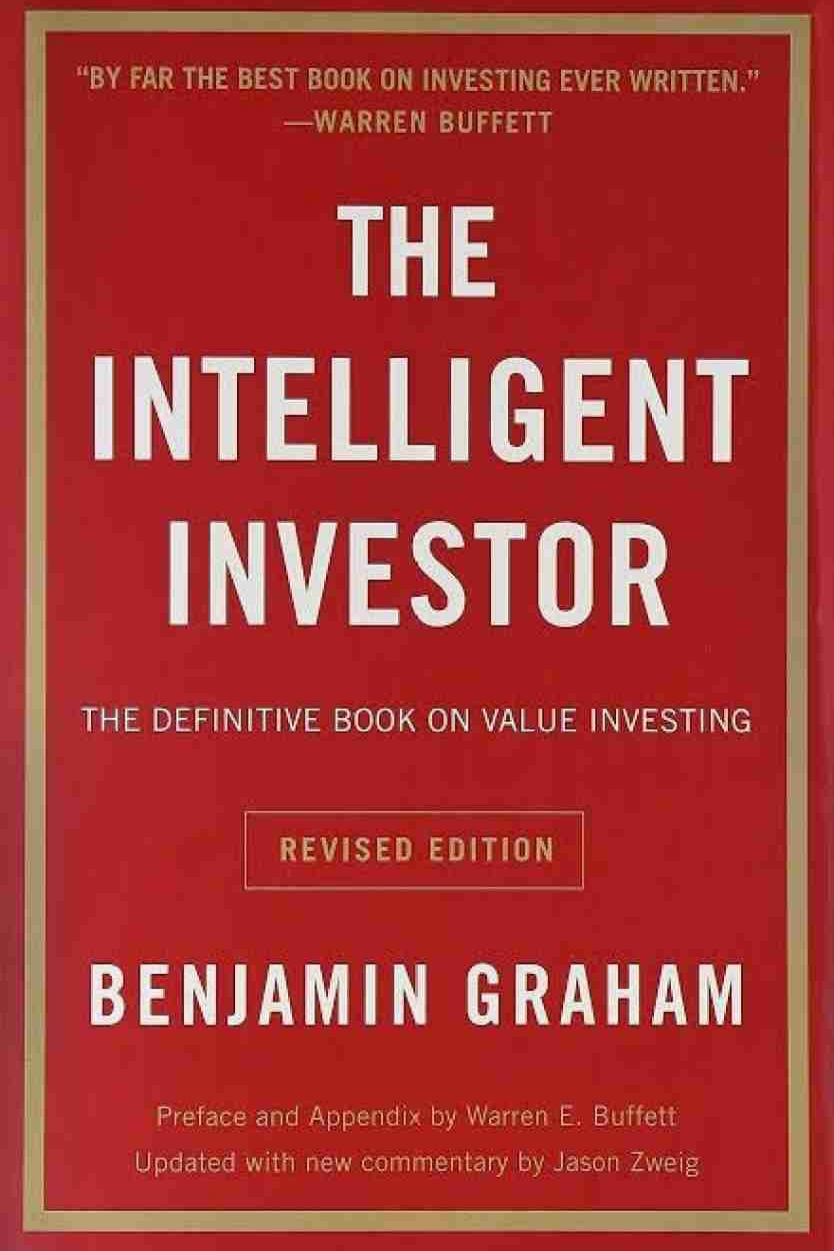 “BY FAR THE BEST BOOK ON INVESTING EVER WRITTEN.”
—WARREN BUFFETT
THE
INTELLIGENT
INVESTOR
THE DEFINITIVE BOOK ON VALUE INVESTING
REVISED EDITION
BENJAMIN GRAHAM
Preface and Appendix by Warren E. Buffett
Updated with new commentary by Jason Zweig